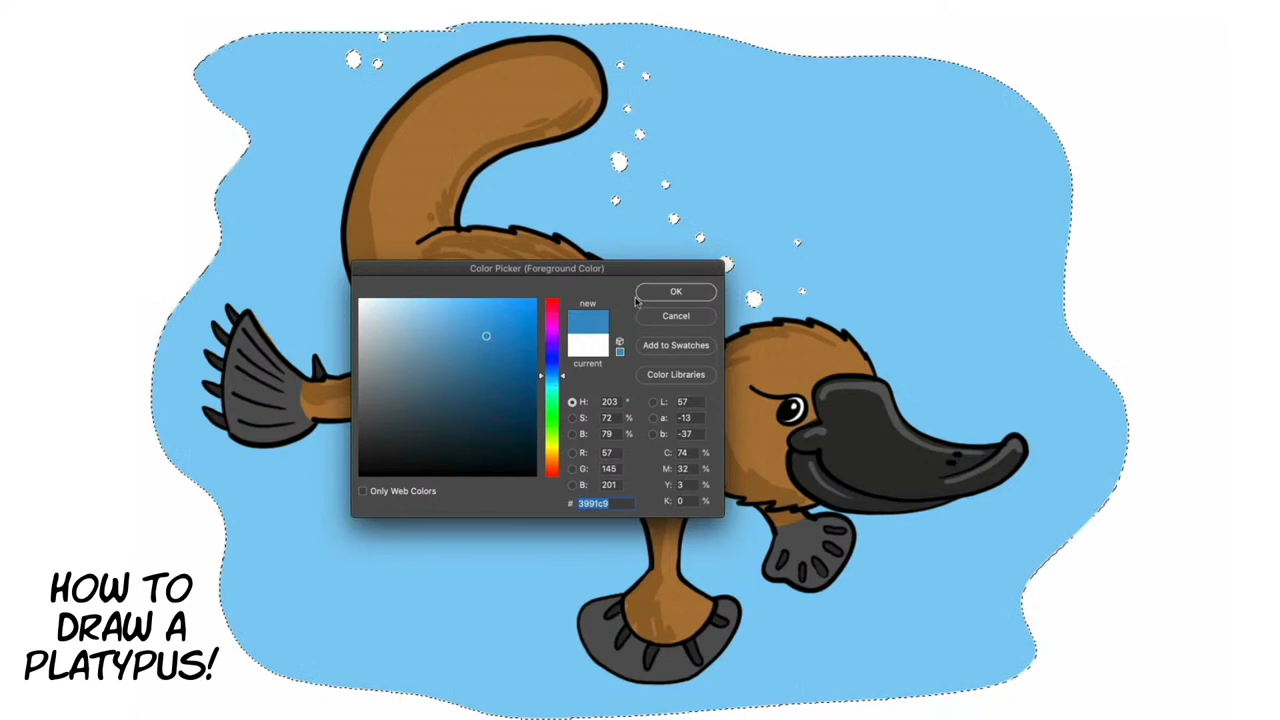 Color Picker (Foreground Color)
new
current
OK
Cancel
Add to Swatches
Color Libraries
H: 203 °
S: 72 %
B: 79 %
R: 57
G: 145
B: 201
# 3991c9
L: 57
a: -13
b: -37
C: 74 %
M: 32 %
Y: 3 %
K: 0 %
Only Web Colors
HOW TO
DRAW A
PLATYPUS!